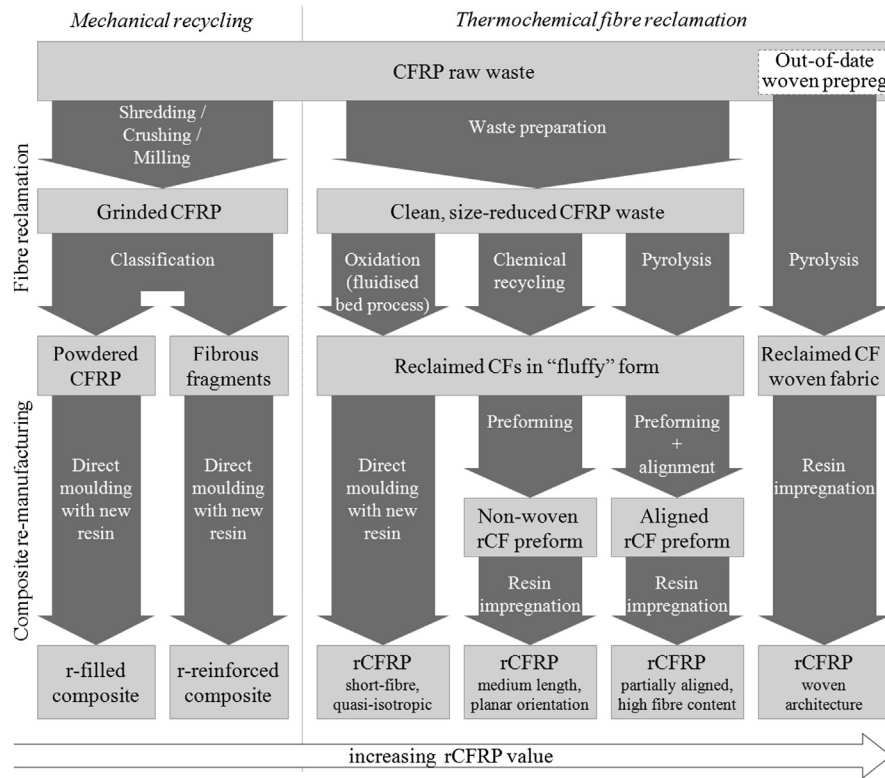 Mechanical recycling
Thermochemical fibre reclamation
CFRP raw waste
Out-of-date
woven prepreg
Fibre reclamation
Shredding /
Crushing /
Milling
Waste preparation
Grinded CFRP
Clean, size-reduced CFRP waste
Classification
Oxidation
(fluidised
bed process)
Chemical
recycling
Pyrolysis
Pyrolysis
Powdered
CFRP
Fibrous
fragments
Reclaimed CFs in “fluffy” form
Reclaimed CF
woven fabric
Composite re-manufacturing
Direct
moulding
with new
resin
Direct
moulding
with new
resin
Direct
moulding
with new
resin
Preforming
Preforming
+
alignment
Resin
impregnation
Non-woven
rCF preform
Aligned
rCF preform
Resin
impregnation
Resin
impregnation
r-filled
composite
r-reinforced
composite
rCFRP
short-fibre,
quasi-isotropic
rCFRP
medium length,
planar orientation
rCFRP
partially aligned,
high fibre content
rCFRP
woven
architecture
increasing rCFRP value